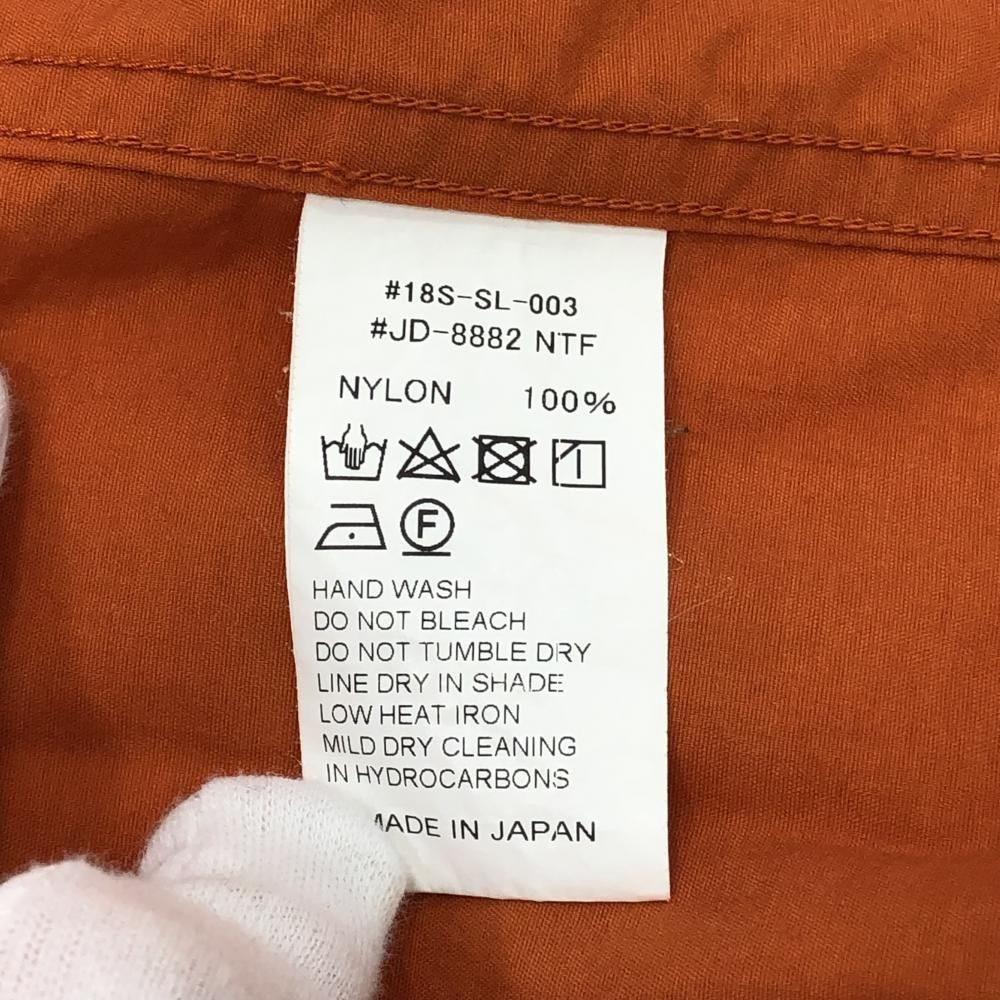 #18S-SL-003
#JD-8882 NTF
NYLON 100%
F
HAND WASH
DO NOT BLEACH
DO NOT TUMBLE DRY
LINE DRY IN SHADE
LOW HEAT IRON
MILD DRY CLEANING
IN HYDROCARBONS
MADE IN JAPAN